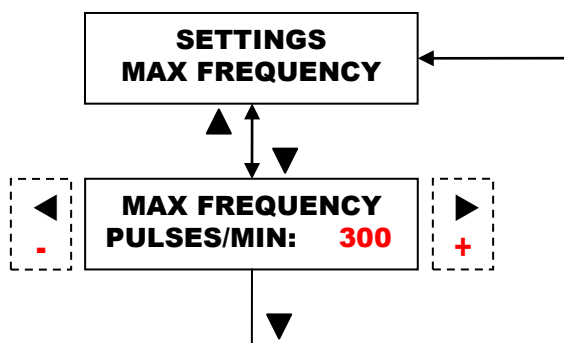 SETTINGS
MAX FREQUENCY
MAX FREQUENCY
PULSES/MIN: 300
- +